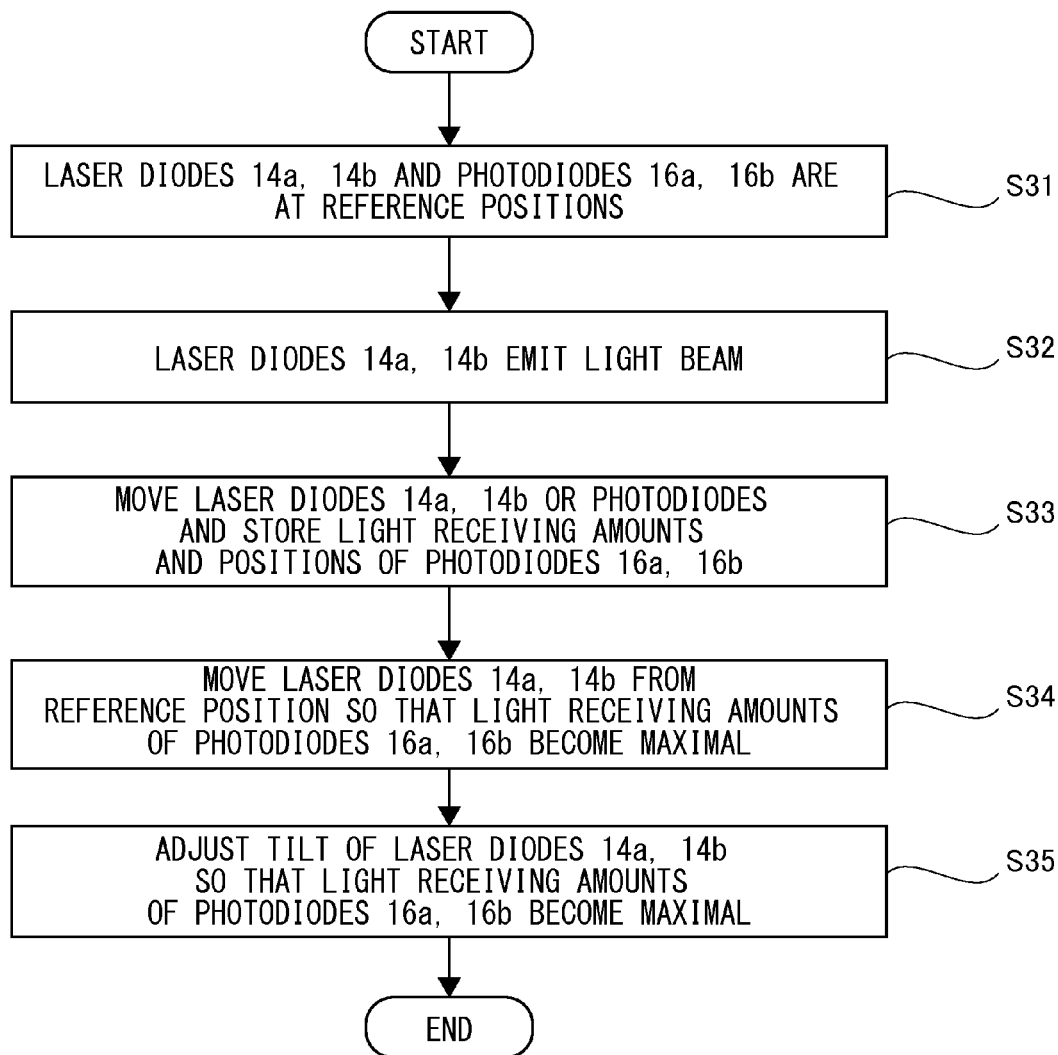 START
LASER DIODES 14a, 14b AND PHOTODIODES 16a, 16b ARE
AT REFERENCE POSITIONS
S31
LASER DIODES 14a, 14b EMIT LIGHT BEAM
S32
MOVE LASER DIODES 14a, 14b OR PHOTODIODES
AND STORE LIGHT RECEIVING AMOUNTS
AND POSITIONS OF PHOTODIODES 16a, 16b
S33
MOVE LASER DIODES 14a, 14b FROM
REFERENCE POSITION SO THAT LIGHT RECEIVING AMOUNTS
OF PHOTODIODES 16a, 16b BECOME MAXIMAL
S34
ADJUST TILT OF LASER DIODES 14a, 14b
SO THAT LIGHT RECEIVING AMOUNTS
OF PHOTODIODES 16a, 16b BECOME MAXIMAL
S35
END